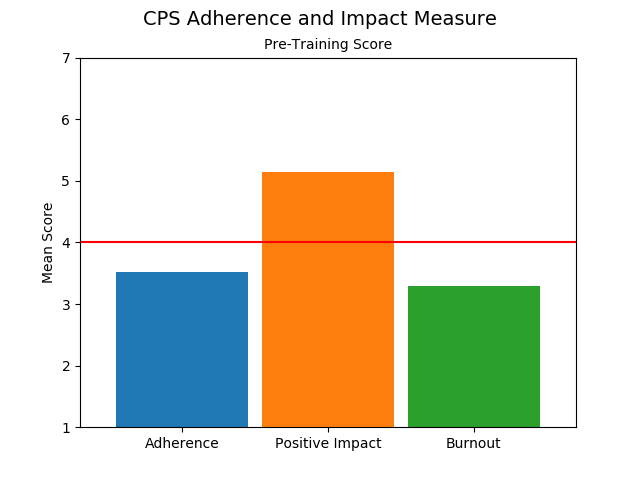 CPS Adherence and Impact Measure
Pre-Training Score
7
6
5
4
3
2
1
Mean Score
Adherence
Positive Impact
Burnout